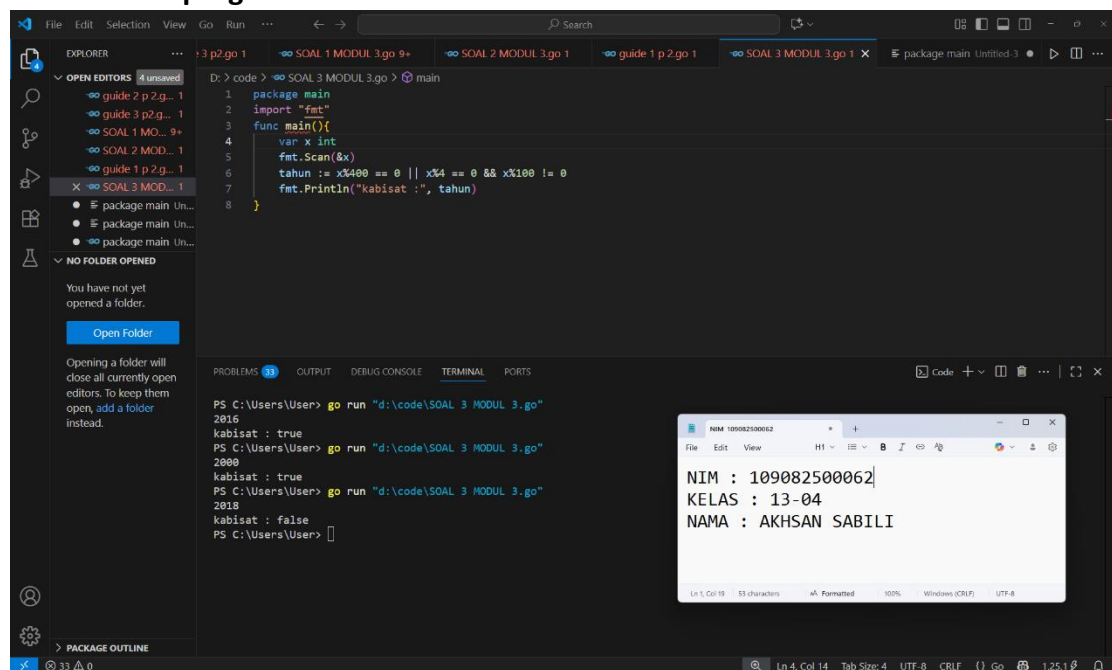 File Edit Selection View Go Run ··· Search
EXPLORER ···
e 3 p2.go 1 SOAL 1 MODUL 3.go 9+ SOAL 2 MODUL 3.go 1 guide 1 p 2.go 1 SOAL 3 MODUL 3.go 1 package main Untitled-3
OPEN EDITORS 4 unsaved
guide 2 p 2.g... 1
guide 3 p2.g... 1
SOAL 1 MO... 9+
SOAL 2 MOD... 1
guide 1 p 2.g... 1
SOAL 3 MOD... 1
package main Un...
package main Un...
package main Un...
NO FOLDER OPENED
You have not yet
opened a folder.
Open Folder
Opening a folder will
close all currently open
editors. To keep them
open, add a folder
instead.
PACKAGE OUTLINE
D: > code > SOAL 3 MODUL 3.go > main
1 package main
2 import "fmt"
3 func main(){
4 var x int
5 fmt.Scan(&x)
6 tahun := x%400 == 0 || x%4 == 0 && x%100 != 0
7 fmt.Println("kabisat :", tahun)
8 }
PROBLEMS 33 OUTPUT DEBUG CONSOLE TERMINAL PORTS Code
PS C:\Users\User> go run "d:\code\SOAL 3 MODUL 3.go"
2016
kabisat : true
PS C:\Users\User> go run "d:\code\SOAL 3 MODUL 3.go"
2000
kabisat : true
PS C:\Users\User> go run "d:\code\SOAL 3 MODUL 3.go"
2018
kabisat : false
PS C:\Users\User>
NIM 109082500062
File Edit View H1 B I
NIM : 109082500062
KELAS : 13-04
NAMA : AKHSAN SABILI
Ln 1, Col 19 53 characters Formatted 100% Windows (CRLF) UTF-8
33 0 Ln 4, Col 14 Tab Size: 4 UTF-8 CRLF {} Go 1.25.1